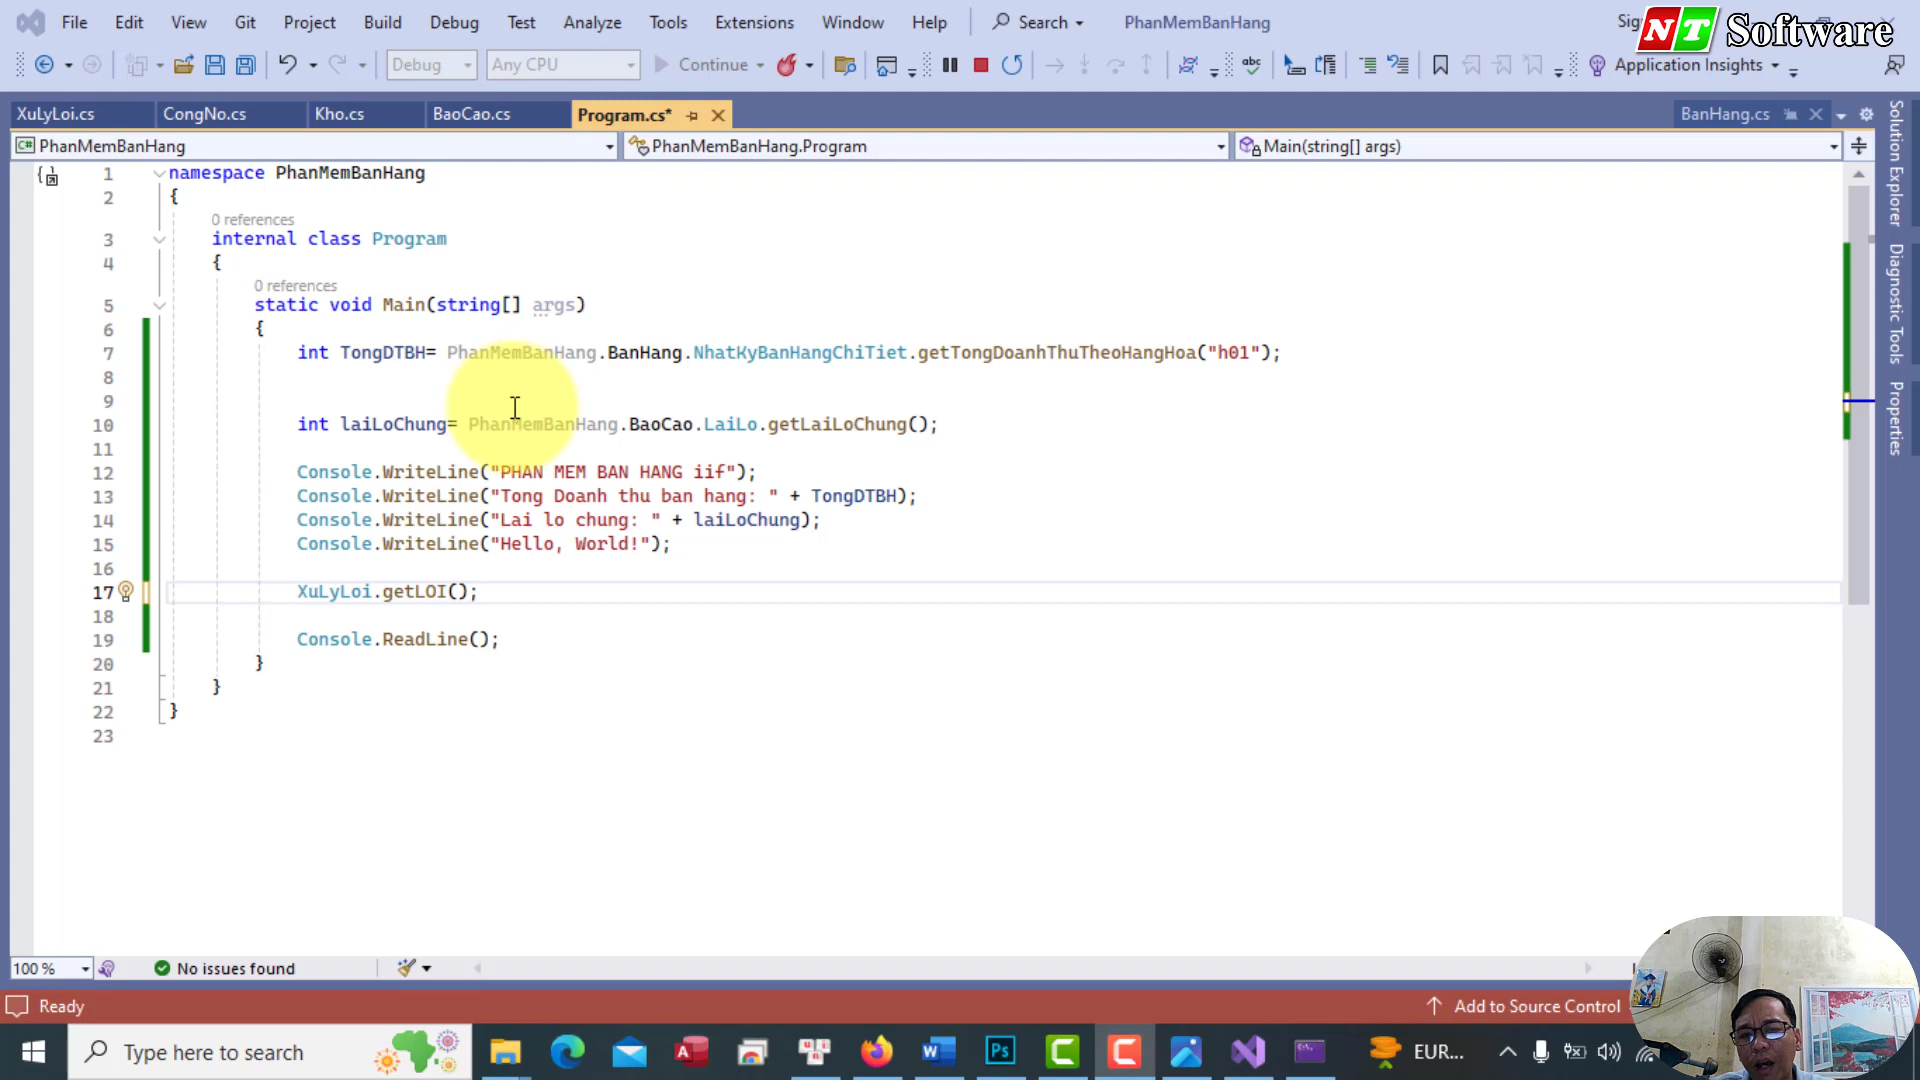 File Edit View Git Project Build Debug Test Analyze Tools Extensions Window Help Search PhanMemBanHang
NT Software
Debug Any CPU Continue Application Insights
XuLyLoi.cs CongNo.cs Kho.cs BaoCao.cs Program.cs* BanHang.cs
PhanMemBanHang PhanMemBanHang.Program Main(string[] args)
1 namespace PhanMemBanHang
2 {
0 references
3 internal class Program
4 {
0 references
5 static void Main(string[] args)
6 {
7 int TongDTBH= PhanMemBanHang.BanHang.NhatKyBanHangChiTiet.getTongDoanhThuTheoHangHoa("h01");
8
9
10 int laiLoChung= PhanMemBanHang.BaoCao.LaiLo.getLaiLoChung();
11
12 Console.WriteLine("PHAN MEM BAN HANG iif");
13 Console.WriteLine("Tong Doanh thu ban hang: " + TongDTBH);
14 Console.WriteLine("Lai lo chung: " + laiLoChung);
15 Console.WriteLine("Hello, World!");
16
17 XuLyLoi.getLOI();
18
19 Console.ReadLine();
20 }
21 }
22 }
23
Solution Explorer
Diagnostic Tools
Properties
100 % No issues found
Ready Add to Source Control
Type here to search EUR...